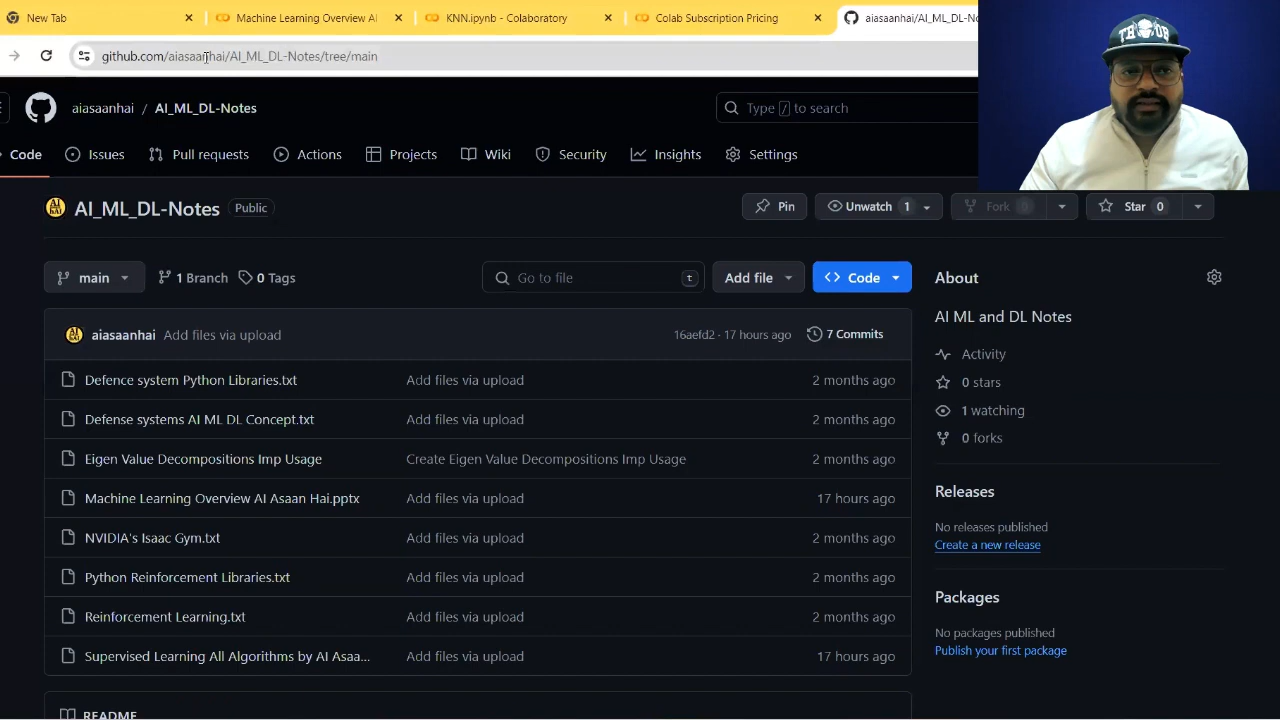 New Tab
Machine Learning Overview AI
KNN.ipynb - Colaboratory
Colab Subscription Pricing
aiasaanhai/AI_ML_DL-No
github.com/aiasaanhai/AI_ML_DL-Notes/tree/main
aiasaanhai / AI_ML_DL-Notes
Type / to search
Code
Issues
Pull requests
Actions
Projects
Wiki
Security
Insights
Settings
AI_ML_DL-Notes Public
Pin
Unwatch 1
Fork 0
Star 0
main
1 Branch
0 Tags
Go to file t
Add file
Code
aiasaanhai Add files via upload 16aefd2 · 17 hours ago 7 Commits
Defence system Python Libraries.txt Add files via upload 2 months ago
Defense systems AI ML DL Concept.txt Add files via upload 2 months ago
Eigen Value Decompositions Imp Usage Create Eigen Value Decompositions Imp Usage 2 months ago
Machine Learning Overview AI Asaan Hai.pptx Add files via upload 17 hours ago
NVIDIA's Isaac Gym.txt Add files via upload 2 months ago
Python Reinforcement Libraries.txt Add files via upload 2 months ago
Reinforcement Learning.txt Add files via upload 2 months ago
Supervised Learning All Algorithms by AI Asaa... Add files via upload 17 hours ago
README
About
AI ML and DL Notes
Activity
0 stars
1 watching
0 forks
Releases
No releases published
Create a new release
Packages
No packages published
Publish your first package